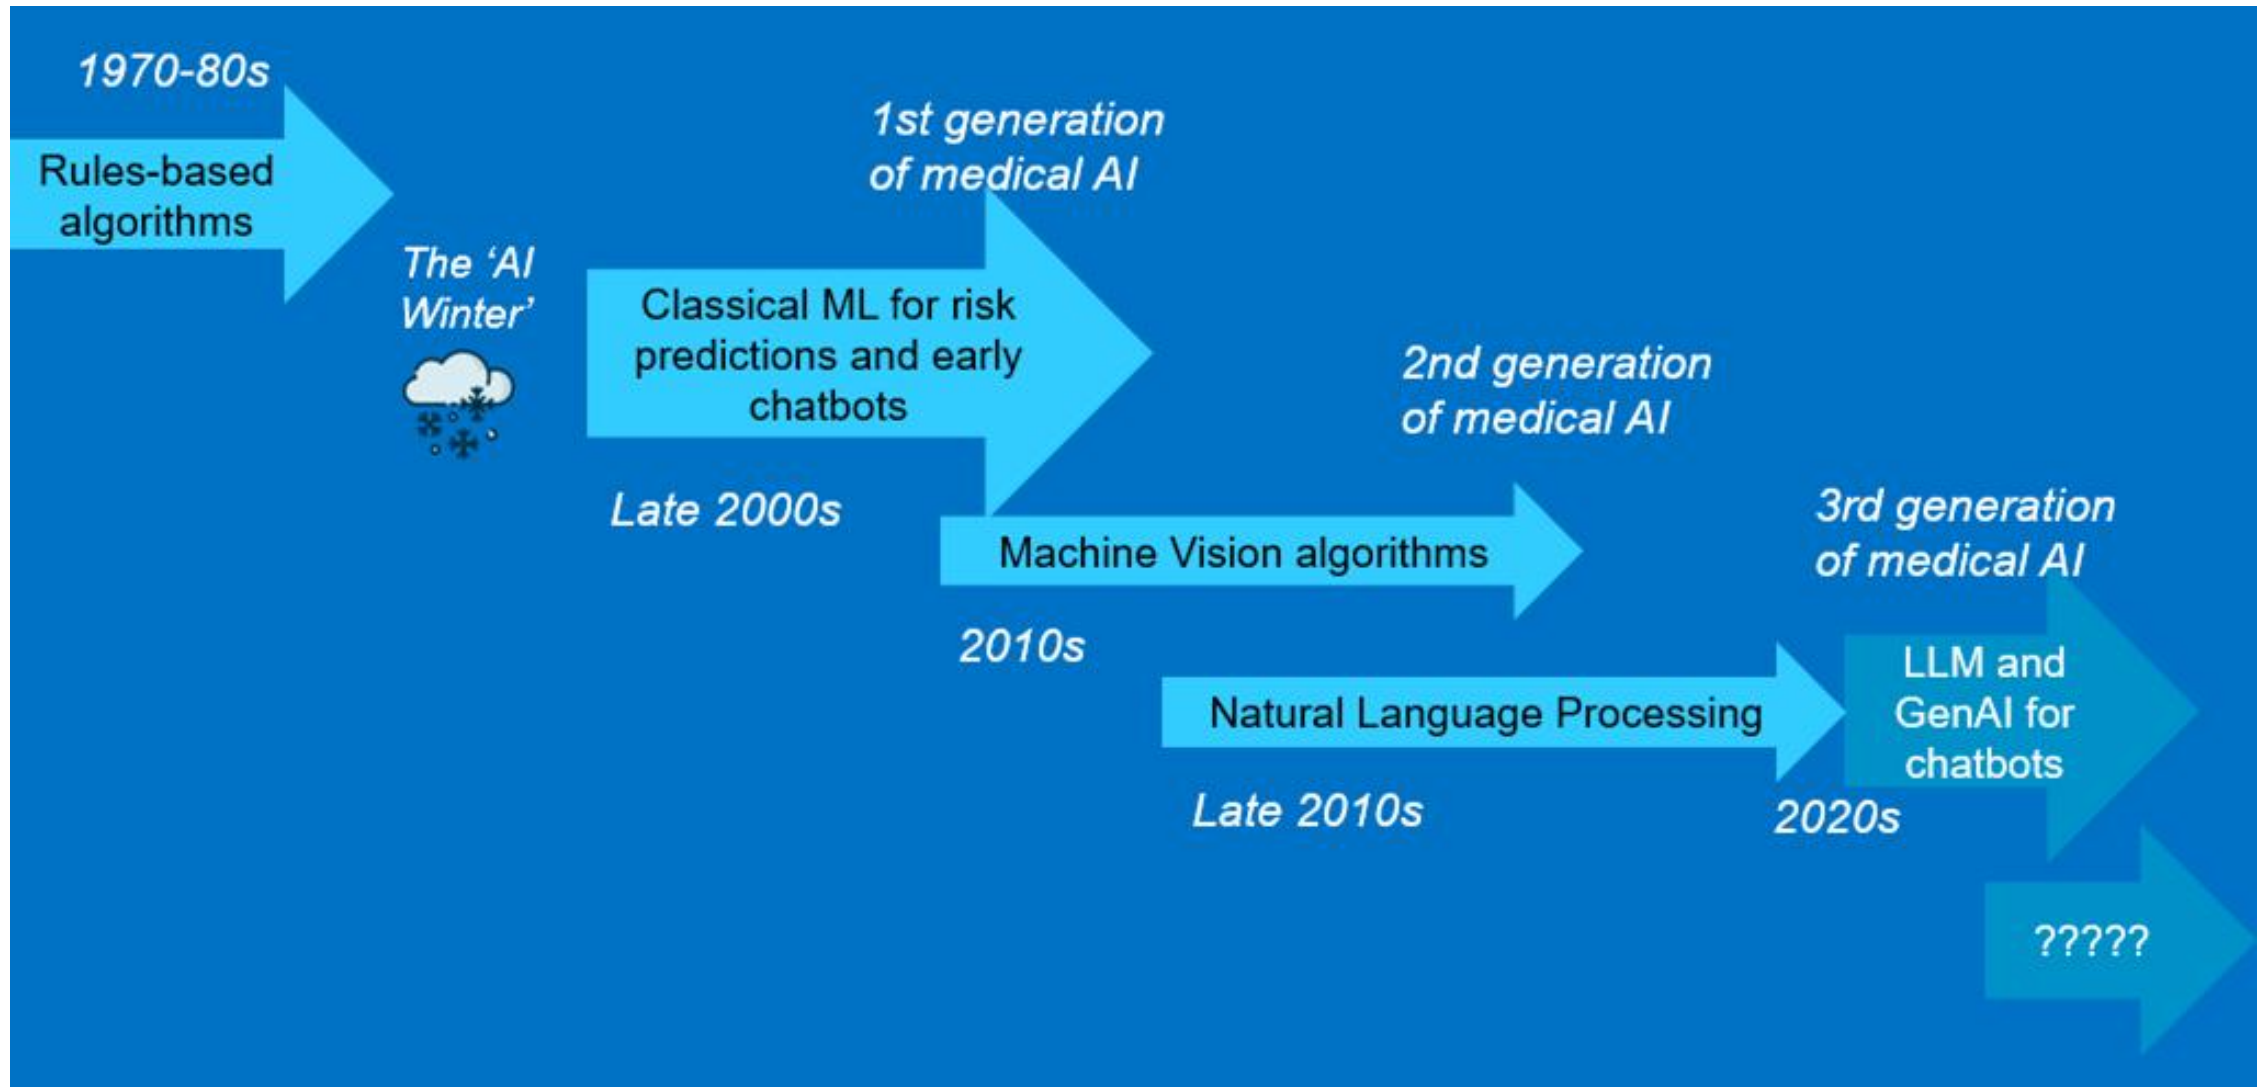 1970-80s
Rules-based
algorithms
The ‘AI
Winter’
1st generation
of medical AI
Classical ML for risk
predictions and early
chatbots
Late 2000s
2nd generation
of medical AI
Machine Vision algorithms
2010s
Natural Language Processing
Late 2010s
3rd generation
of medical AI
LLM and
GenAI for
chatbots
2020s
?????